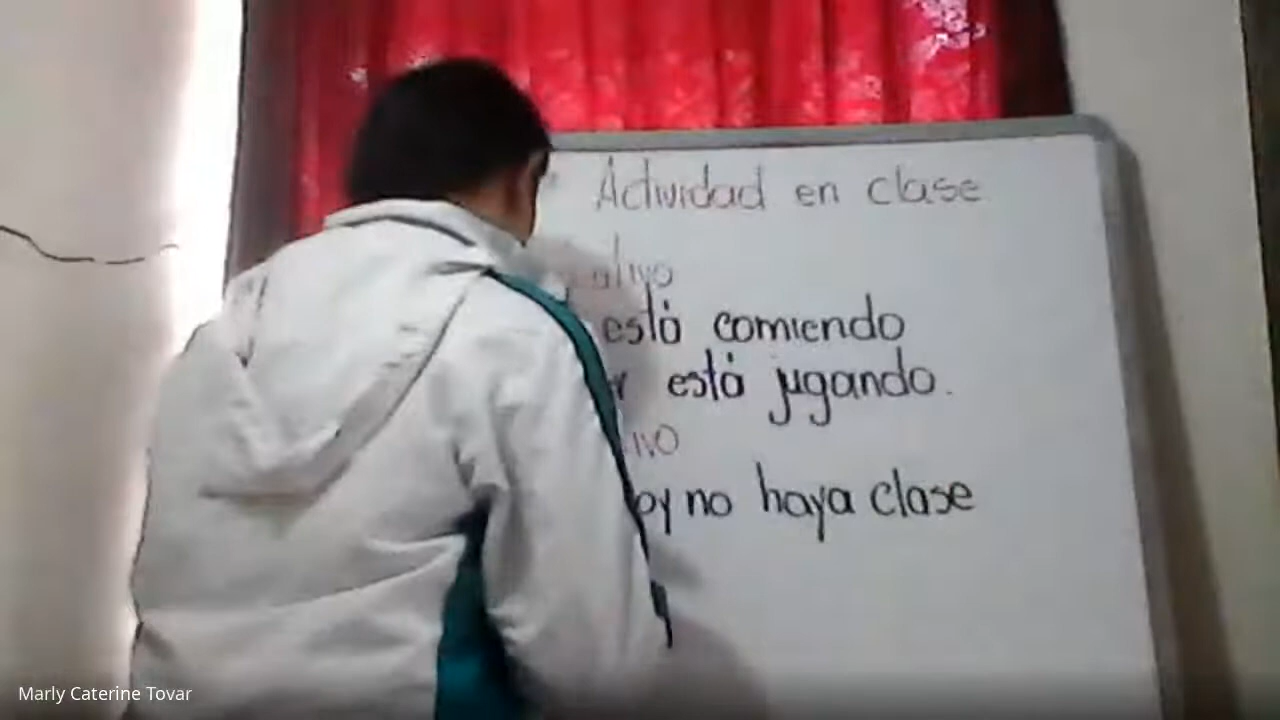 Actividad en clase
está comiendo
está jugando.
no haya clase
Marly Caterine Tovar